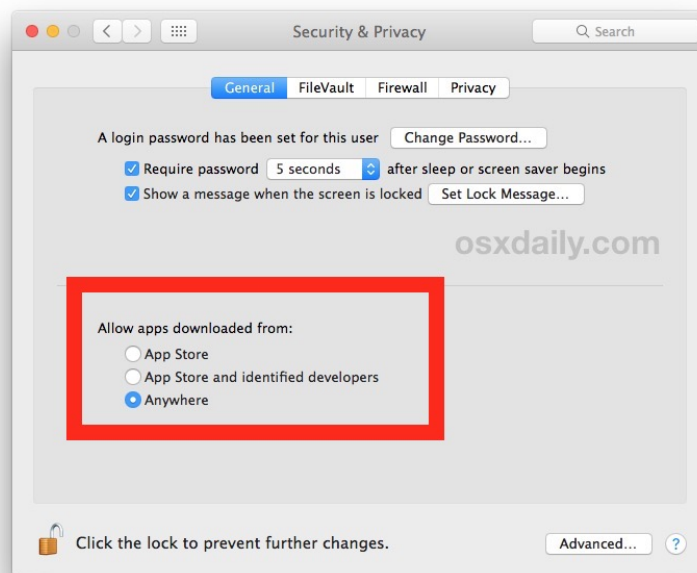 Security & Privacy
Search
General FileVault Firewall Privacy
A login password has been set for this user Change Password...
Require password 5 seconds after sleep or screen saver begins
Show a message when the screen is locked Set Lock Message...
osxdaily.com
Allow apps downloaded from:
App Store
App Store and identified developers
Anywhere
Click the lock to prevent further changes.
Advanced... ?